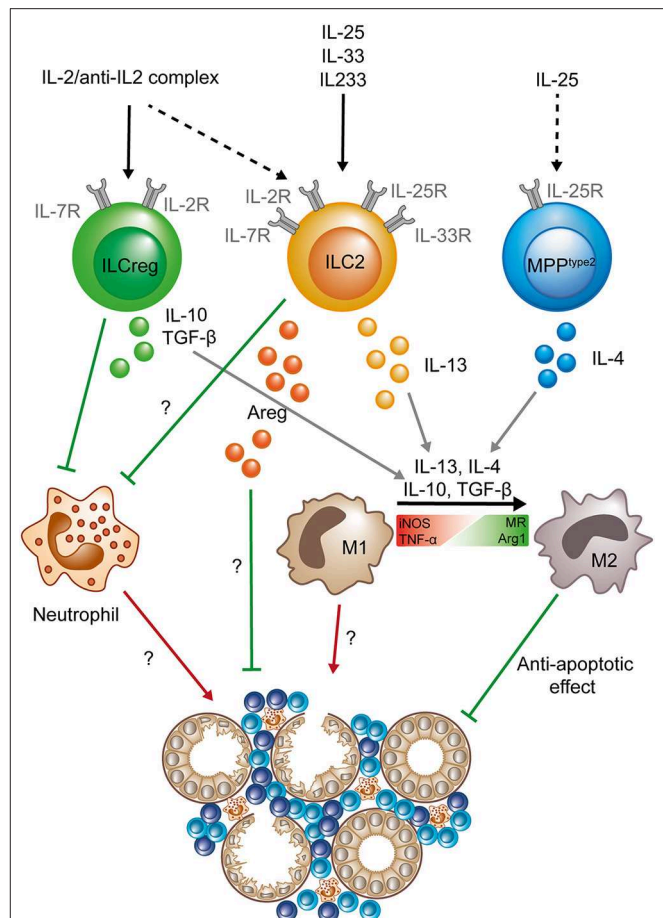 IL-25
IL-33
IL233
IL-2/anti-IL2 complex
IL-25
IL-7R
IL-2R
IL-2R
IL-7R
IL-25R
IL-33R
IL-25R
ILCreg
ILC2
MPPtype2
IL-10
TGF-β
IL-13
IL-4
?
Areg
IL-13, IL-4
IL-10, TGF-β
iNOS
TNF-α
MR
Arg1
M1
M2
Neutrophil
?
?
?
Anti-apoptotic
effect